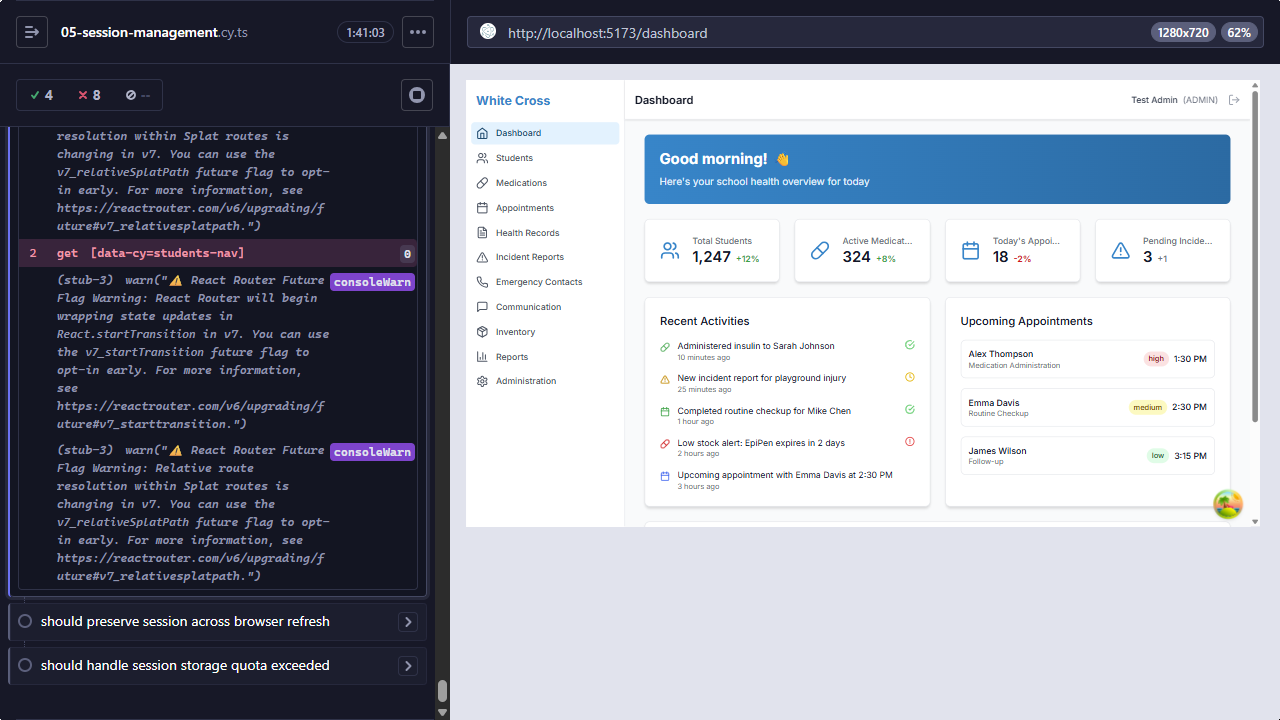 05-session-management.cy.ts
1:41:03
4
8
--
resolution within Splat routes is
changing in v7. You can use the
v7_relativeSplatPath future flag to opt-
in early. For more information, see
https://reactrouter.com/v6/upgrading/f
uture#v7_relativesplatpath.")
2 get [data-cy=students-nav] 0
(stub-3) warn("⚠️ React Router Future consoleWarn
Flag Warning: React Router will begin
wrapping state updates in
React.startTransition in v7. You can use
the v7_startTransition future flag to
opt-in early. For more information,
see
https://reactrouter.com/v6/upgrading/f
uture#v7_starttransition.")
(stub-3) warn("⚠️ React Router Future consoleWarn
Flag Warning: Relative route
resolution within Splat routes is
changing in v7. You can use the
v7_relativeSplatPath future flag to opt-
in early. For more information, see
https://reactrouter.com/v6/upgrading/f
uture#v7_relativesplatpath.")
should preserve session across browser refresh
should handle session storage quota exceeded
http://localhost:5173/dashboard
1280x720
62%
White Cross
Dashboard
Students
Medications
Appointments
Health Records
Incident Reports
Emergency Contacts
Communication
Inventory
Reports
Administration
Dashboard
Test Admin (ADMIN)
Good morning! 👋
Here's your school health overview for today
Total Students
1,247 +12%
Active Medicat...
324 +8%
Today's Appoi...
18 -2%
Pending Incide...
3 +1
Recent Activities
Administered insulin to Sarah Johnson
10 minutes ago
New incident report for playground injury
25 minutes ago
Completed routine checkup for Mike Chen
1 hour ago
Low stock alert: EpiPen expires in 2 days
2 hours ago
Upcoming appointment with Emma Davis at 2:30 PM
3 hours ago
Upcoming Appointments
Alex Thompson
Medication Administration
high 1:30 PM
Emma Davis
Routine Checkup
medium 2:30 PM
James Wilson
Follow-up
low 3:15 PM